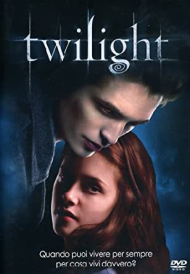 twilight
Quando puoi vivere per sempre
per cosa vivi davvero?
DVD